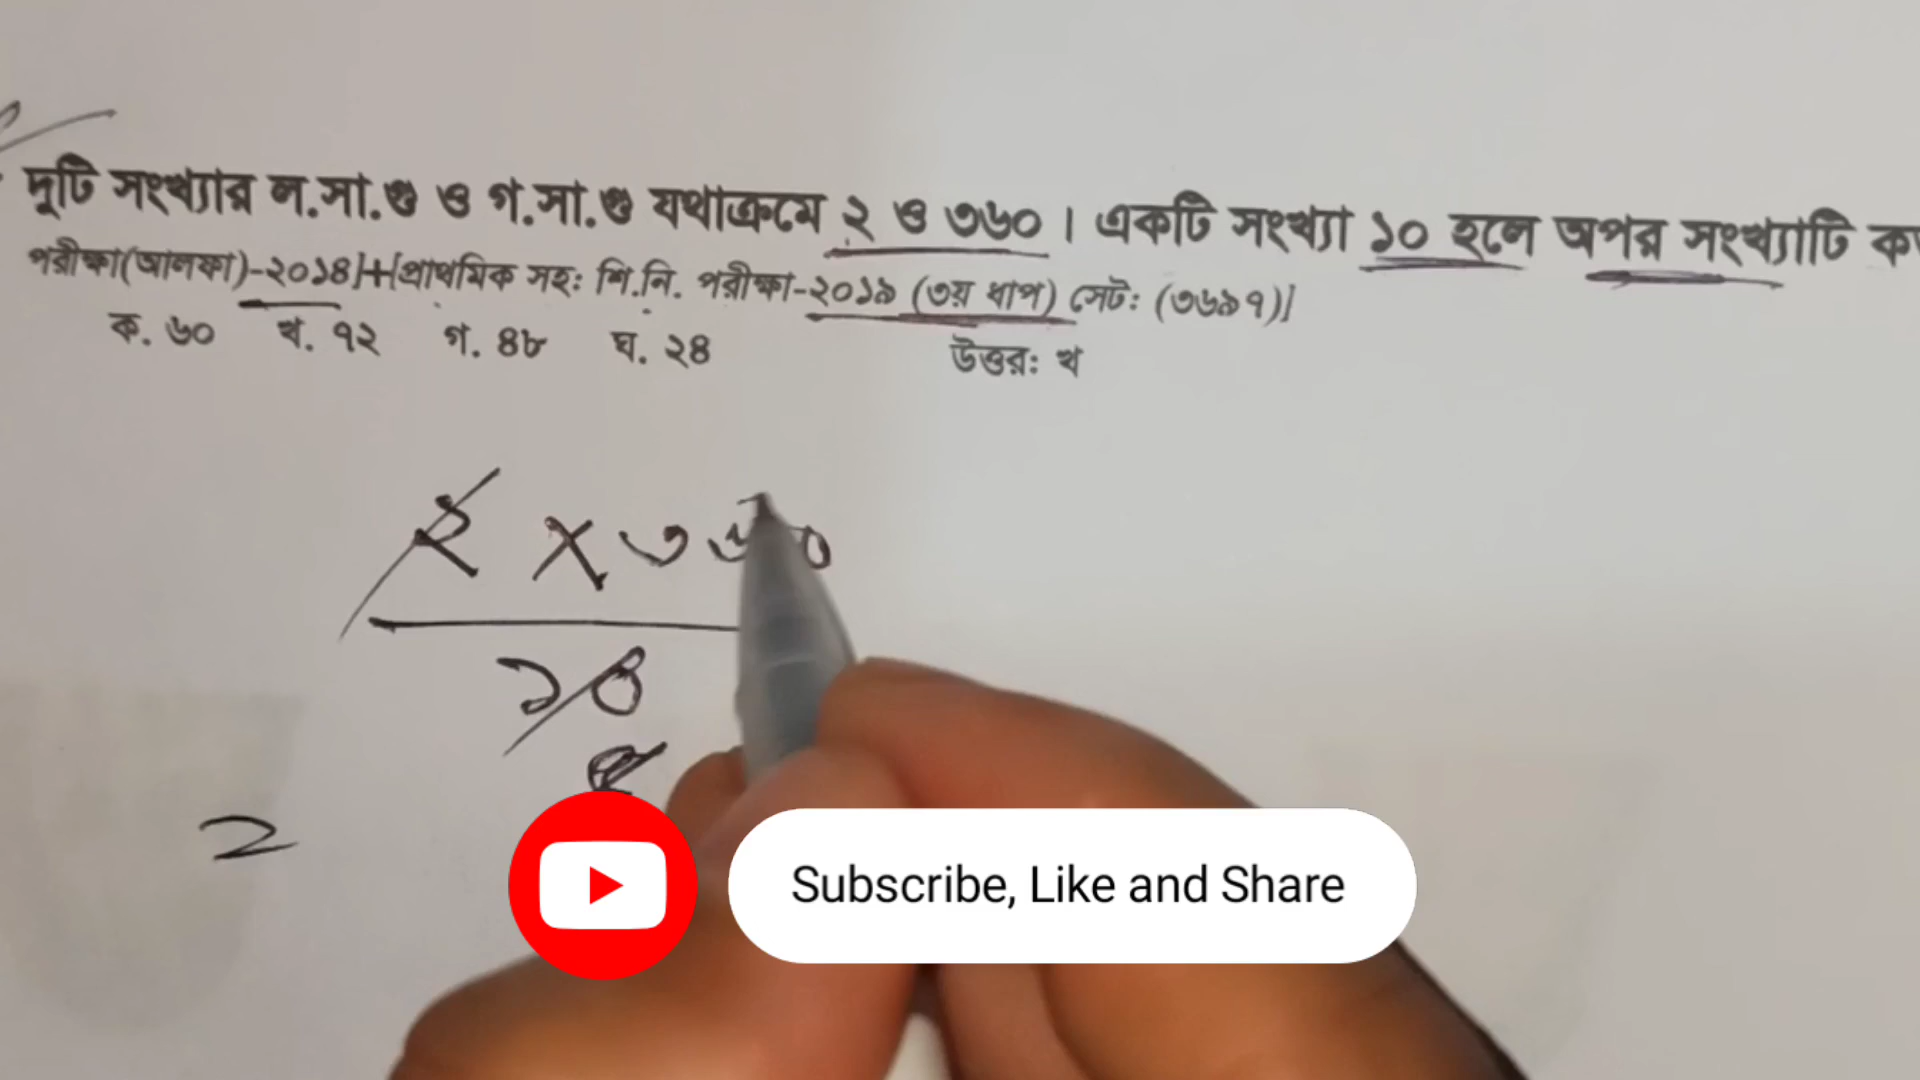 দুটি সংখ্যার ল.সা.গু ও গ.সা.গু যথাক্রমে ২ ও ৩৬০ । একটি সংখ্যা ১০ হলে অপর সংখ্যাটি
পরীক্ষা(আলফা)-২০১৪]+[প্রাথমিক সহঃ শি.নি. পরীক্ষা-২০১৯ (৩য় ধাপ) সেট: (৩৬৯৭)]
ক. ৬০ খ. ৭২ গ. ৪৮ ঘ. ২৪ উত্তর: খ
২ × ৩৬০
১০
৫
=
Subscribe, Like and Share